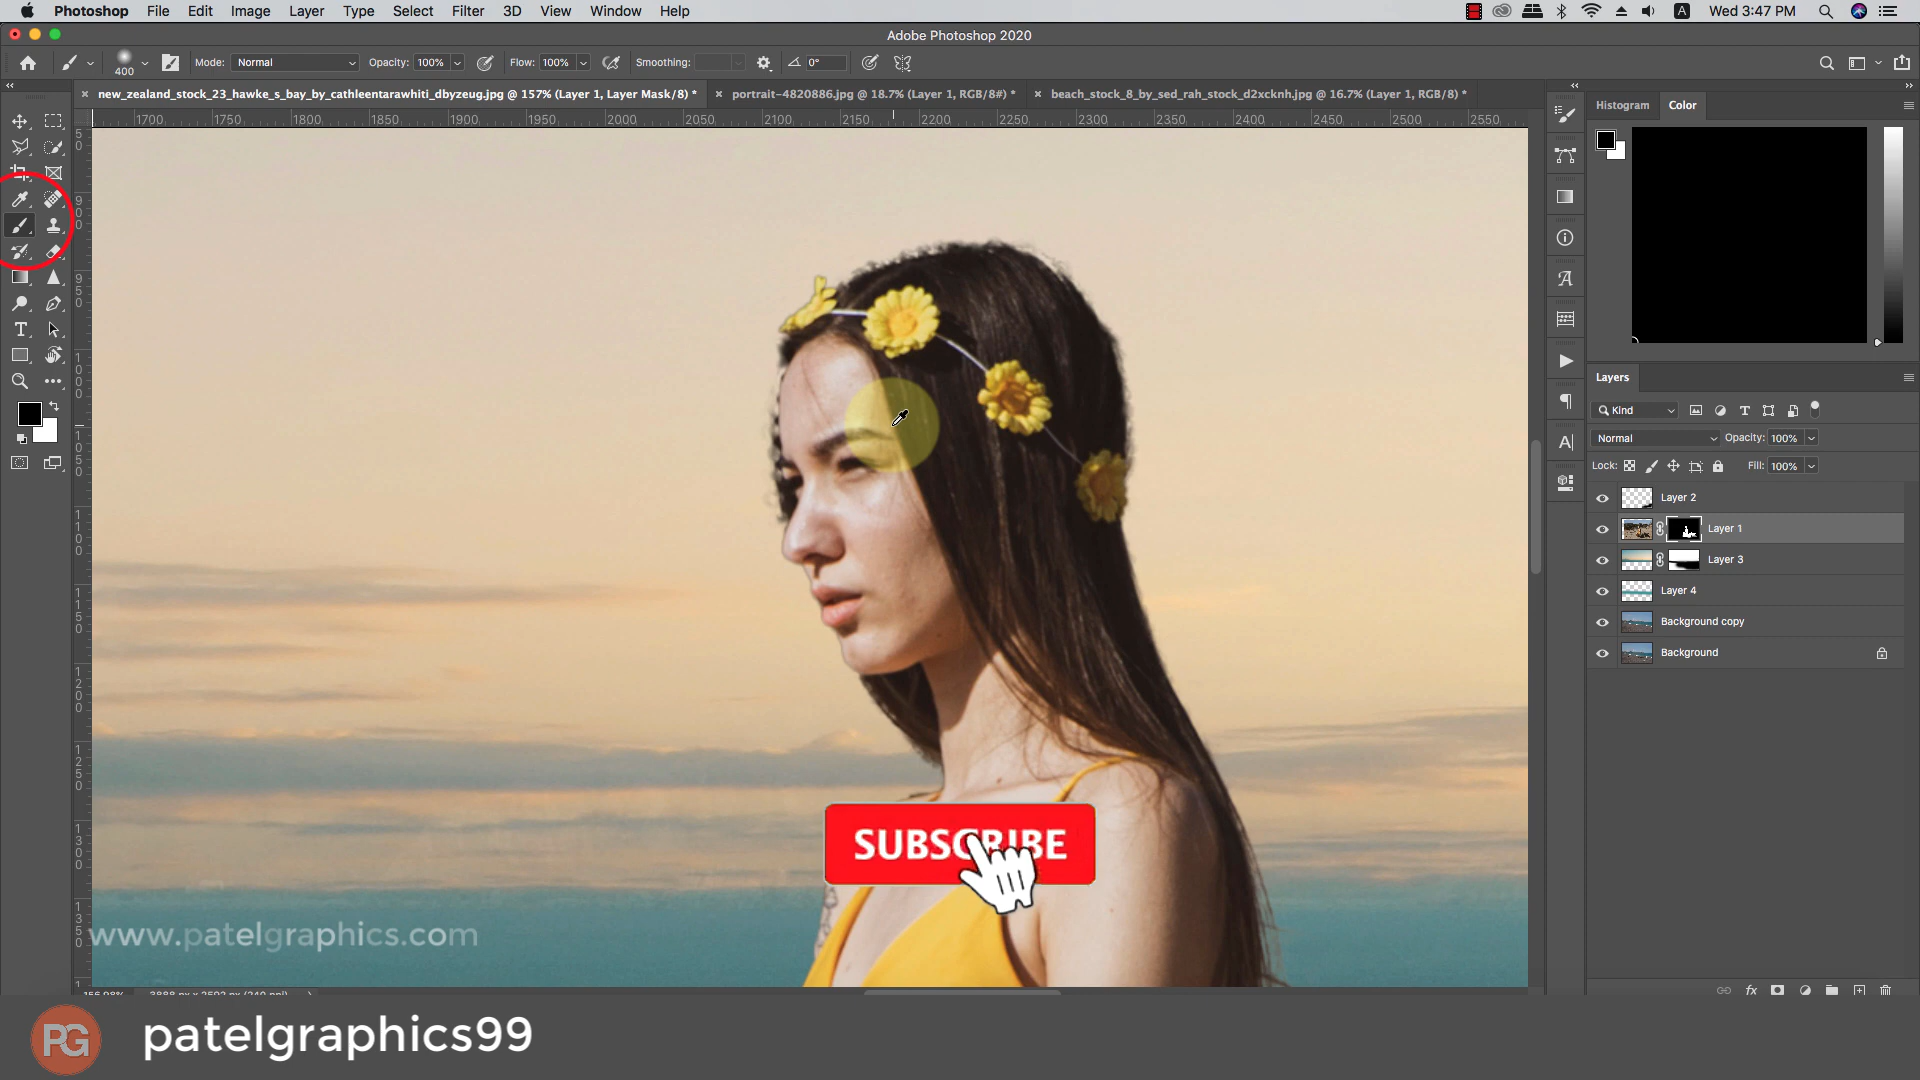 Photoshop File Edit Image Layer Type Select Filter 3D View Window Help
A Wed 3:47 PM
Adobe Photoshop 2020
400 Mode: Normal Opacity: 100% Flow: 100% Smoothing: 0°
new_zealand_stock_23_hawke_s_bay_by_cathleentarawhiti_dbyzeug.jpg @ 157% (Layer 1, Layer Mask/8) * portrait-4820886.jpg @ 18.7% (Layer 1, RGB/8#) * beach_stock_8_by_sed_rah_stock_d2xcknh.jpg @ 16.7% (Layer 1, RGB/8) *
1700 1750 1800 1850 1900 1950 2000 2050 2100 2150 2200 2250 2300 2350 2400 2450 2500 2550
Histogram Color
Layers
Kind
Normal Opacity: 100%
Lock: Fill: 100%
Layer 2
Layer 1
Layer 3
Layer 4
Background copy
Background
SUBSCRIBE
www.patelgraphics.com
PG patelgraphics99